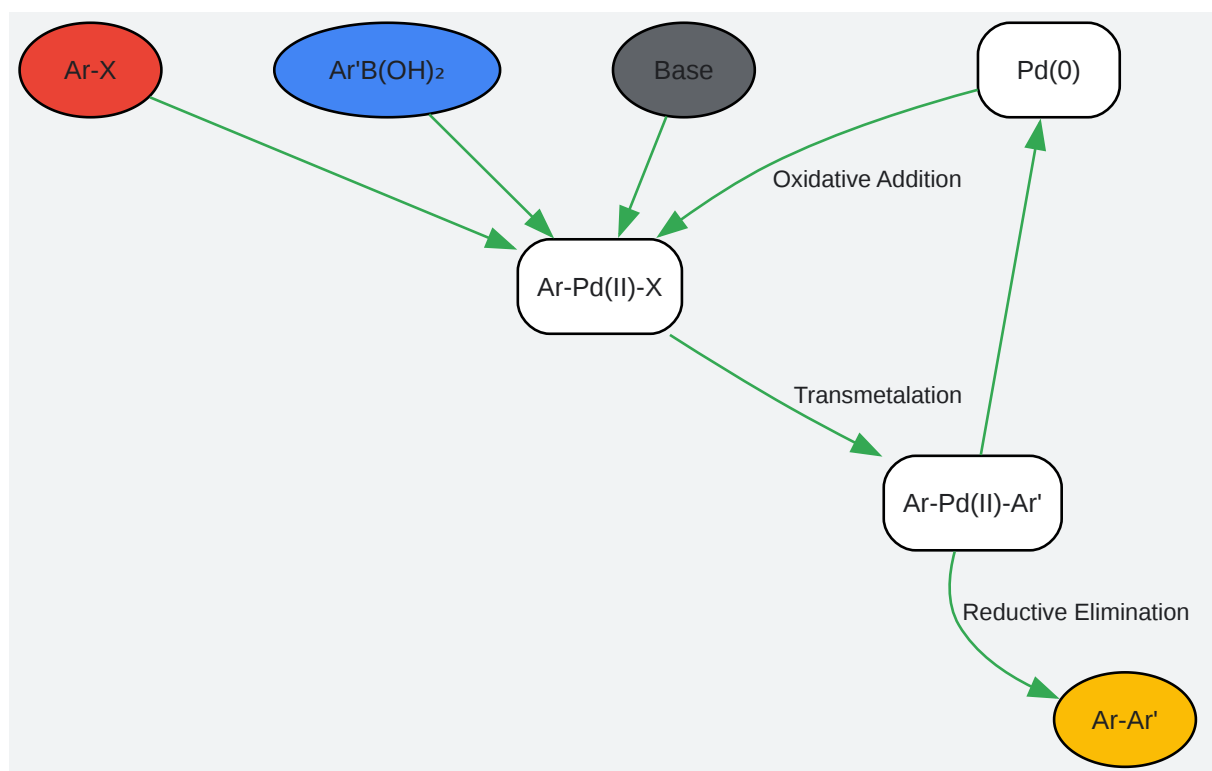 Ar-X
Ar'B(OH)₂
Base
Pd(0)
Oxidative Addition
Ar-Pd(II)-X
Transmetalation
Ar-Pd(II)-Ar'
Reductive Elimination
Ar-Ar'